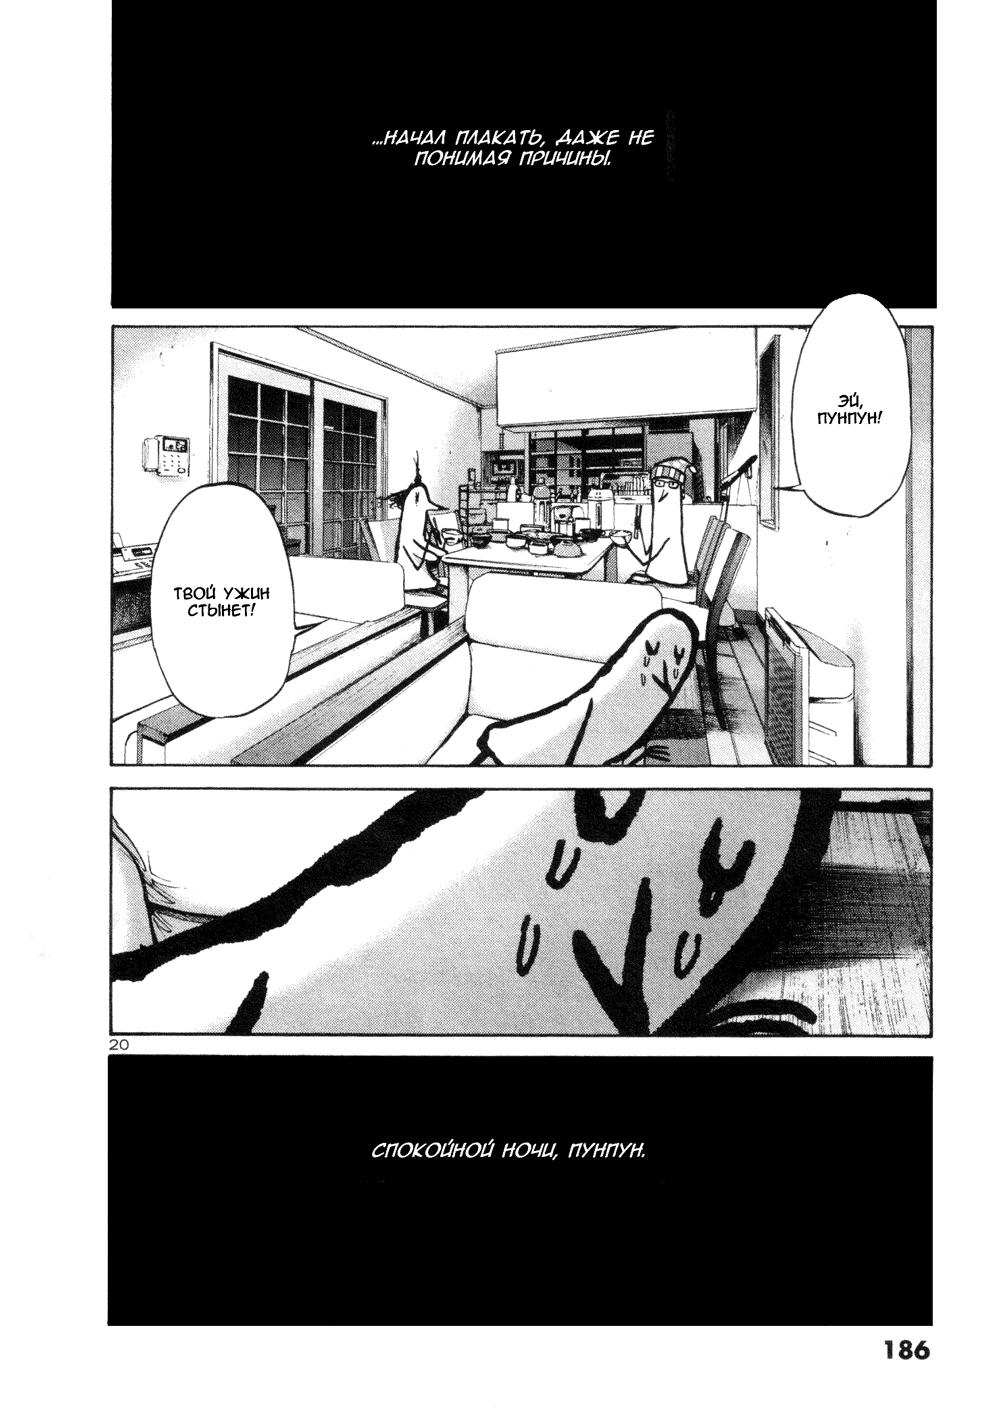 ...НАЧАЛ ПЛАКАТЬ, ДАЖЕ НЕ
ПОНИМАЯ ПРИЧИНЫ.
ЭЙ,
ПУНПУН!
ТВОЙ УЖИН
СТЫНЕТ!
20
СПОКОЙНОЙ НОЧИ, ПУНПУН.
186